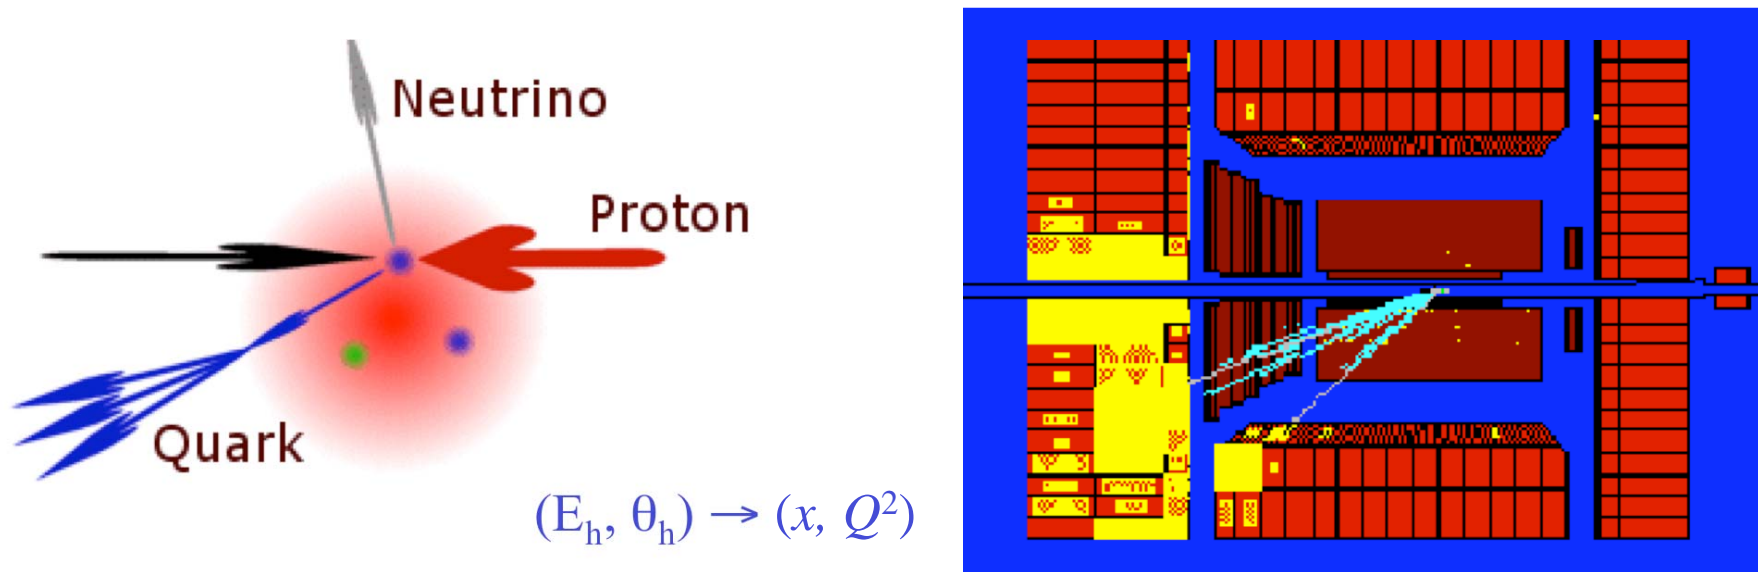 Neutrino
Proton
Quark
(Eₕ, θₕ) → (x, Q²)